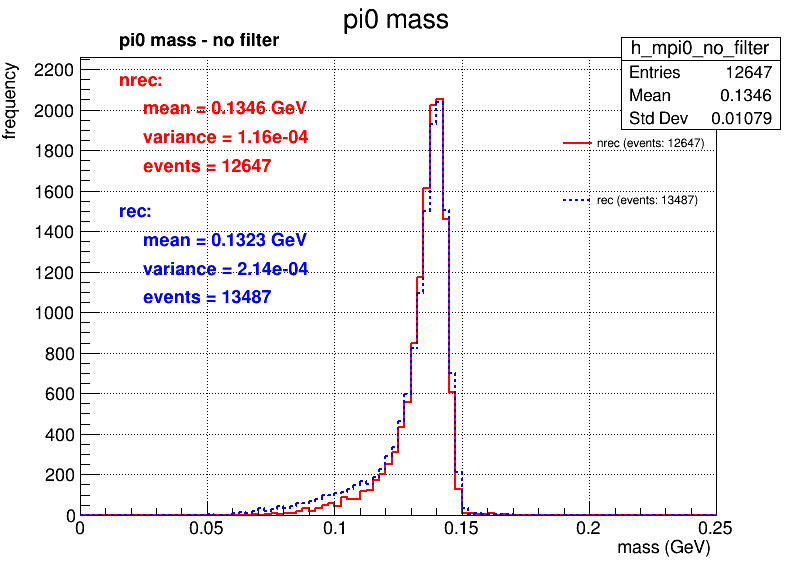 pi0 mass
pi0 mass - no filter
h_mpi0_no_filter
Entries 12647
Mean 0.1346
Std Dev 0.01079
nrec:
mean = 0.1346 GeV
variance = 1.16e-04
events = 12647
rec:
mean = 0.1323 GeV
variance = 2.14e-04
events = 13487
nrec (events: 12647)
rec (events: 13487)
frequency
2200
2000
1800
1600
1400
1200
1000
800
600
400
200
0
0 0.05 0.1 0.15 0.2 0.25
mass (GeV)